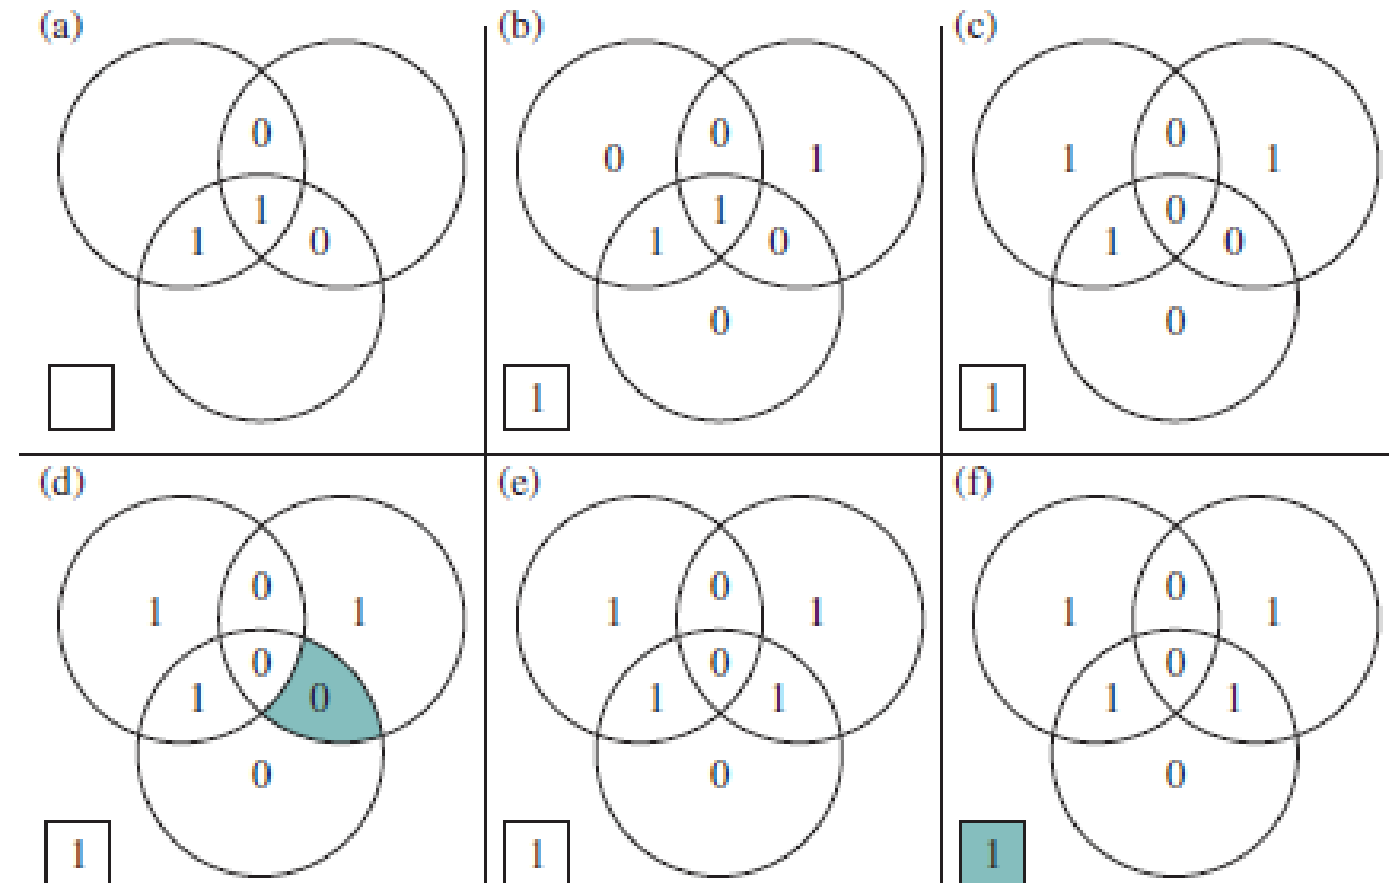 (a) (b) (c)
0 0 0
0 1 1 1
1 1 0
1 0 1 0 1 0
0 0
1 1
(d) (e) (f)
0 0 0
1 1 1 1 1 1
0 0 0
1 0 1 1 1 1
0 0 0
1 1 1